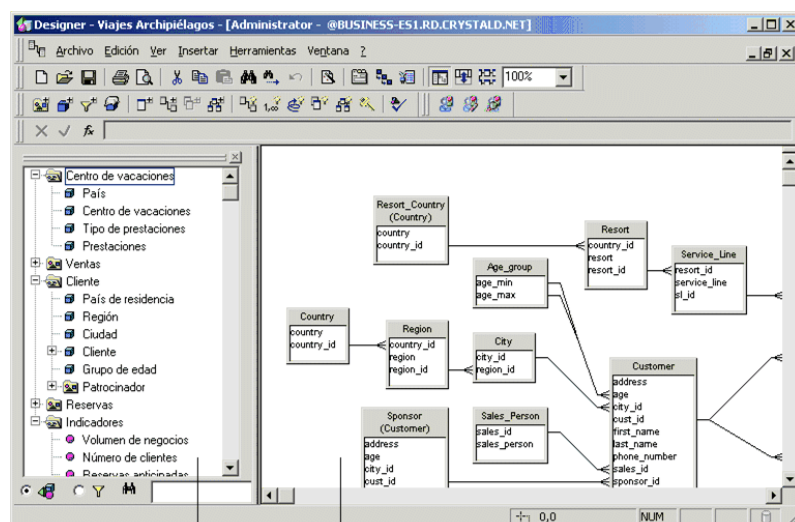 Designer - Viajes Archipiélagos - [Administrator - @BUSINESS-ES1.RD.CRYSTALD.NET]
Archivo Edición Ver Insertar Herramientas Ventana ?
100%
Centro de vacaciones
País
Centro de vacaciones
Tipo de prestaciones
Prestaciones
Ventas
Cliente
País de residencia
Región
Ciudad
Cliente
Grupo de edad
Patrocinador
Reservas
Indicadores
Volumen de negocios
Número de clientes
Reservas anticipadas
Resort_Country
(Country)
country
country_id
Resort
country_id
resort
resort_id
Service_Line
resort_id
service_line
sl_id
Age_group
age_min
age_max
Country
country
country_id
Region
country_id
region
region_id
City
city_id
region_id
Customer
address
age
city_id
cust_id
first_name
last_name
phone_number
sales_id
sponsor_id
Sponsor
(Customer)
address
age
city_id
cust_id
Sales_Person
sales_id
sales_person
0,0
NUM